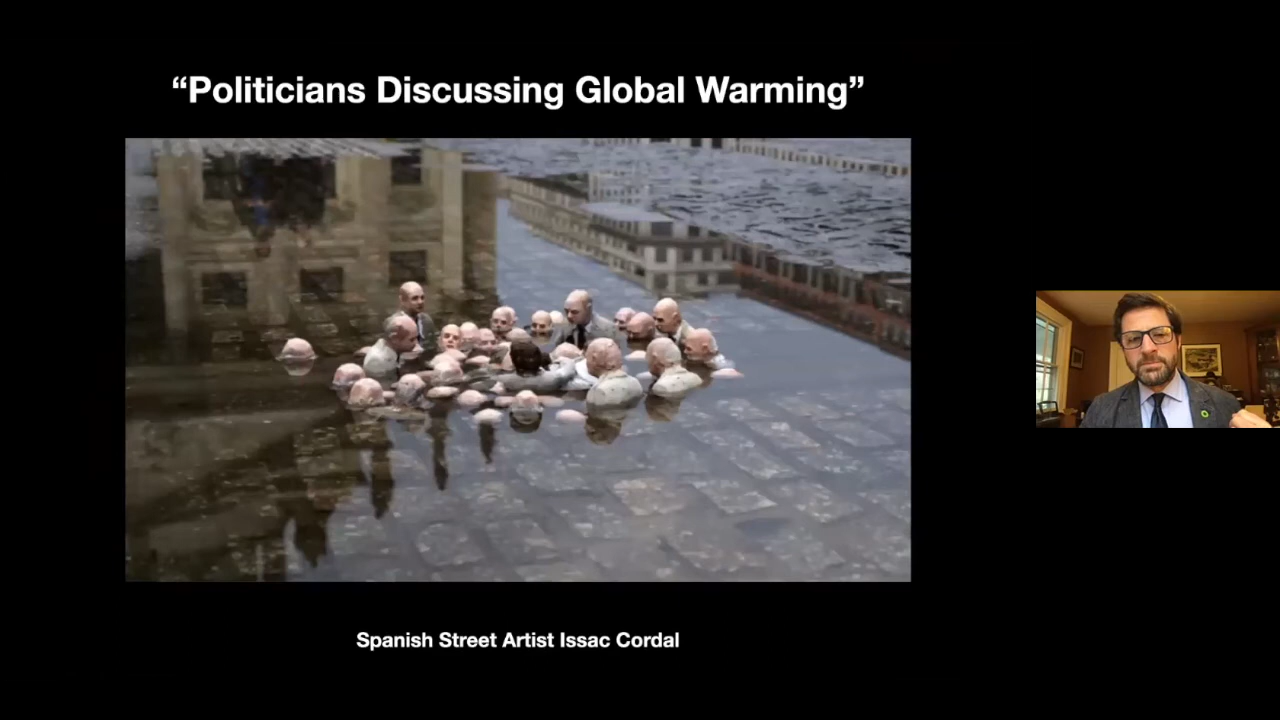 “Politicians Discussing Global Warming”
Spanish Street Artist Issac Cordal